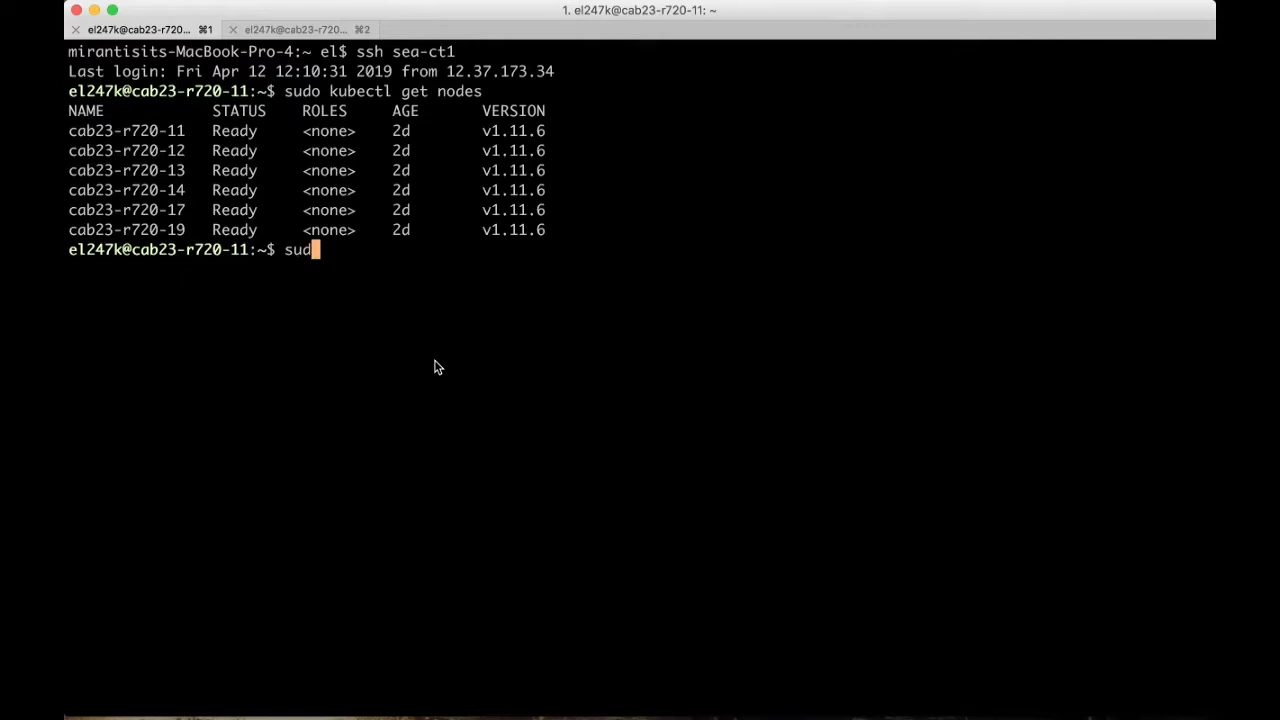 1. el247k@cab23-r720-11: ~
el247k@cab23-r720... ⌘1
el247k@cab23-r720... ⌘2
mirantisits-MacBook-Pro-4:~ el$ ssh sea-ct1
Last login: Fri Apr 12 12:10:31 2019 from 12.37.173.34
el247k@cab23-r720-11:~$ sudo kubectl get nodes
NAME STATUS ROLES AGE VERSION
cab23-r720-11 Ready <none> 2d v1.11.6
cab23-r720-12 Ready <none> 2d v1.11.6
cab23-r720-13 Ready <none> 2d v1.11.6
cab23-r720-14 Ready <none> 2d v1.11.6
cab23-r720-17 Ready <none> 2d v1.11.6
cab23-r720-19 Ready <none> 2d v1.11.6
el247k@cab23-r720-11:~$ sud